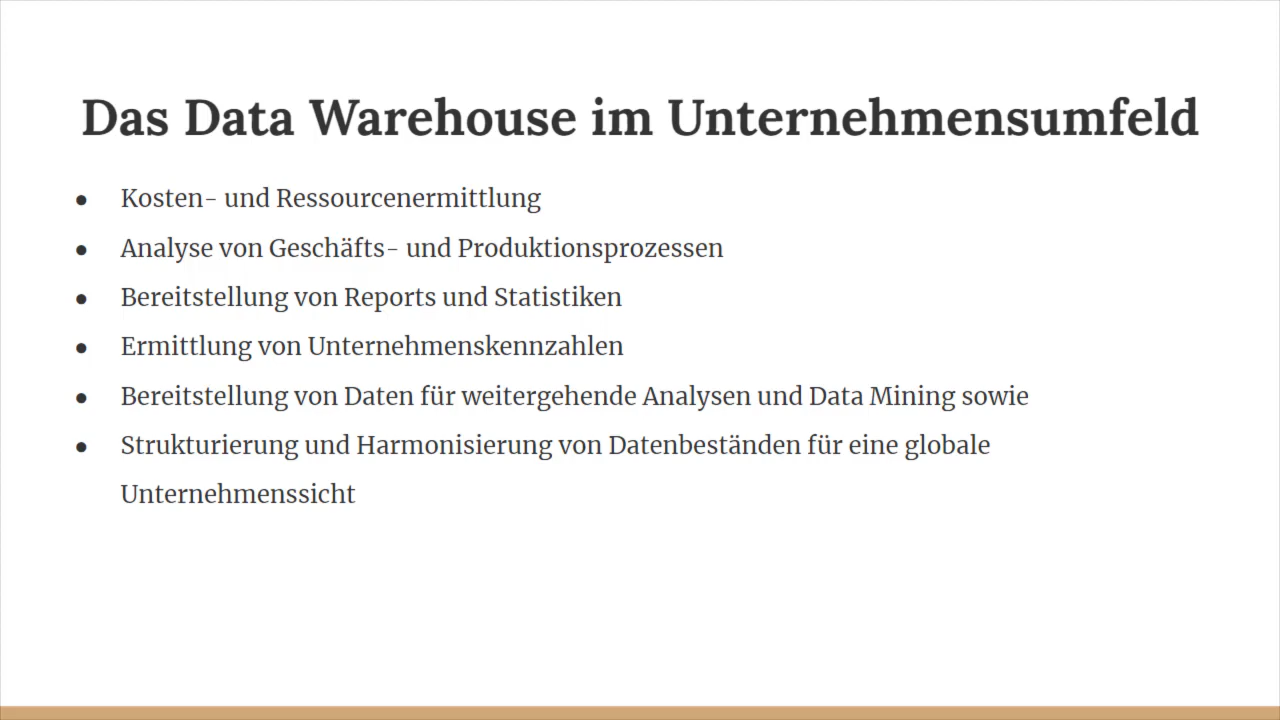 Das Data Warehouse im Unternehmensumfeld
● Kosten- und Ressourcenermittlung
● Analyse von Geschäfts- und Produktionsprozessen
● Bereitstellung von Reports und Statistiken
● Ermittlung von Unternehmenskennzahlen
● Bereitstellung von Daten für weitergehende Analysen und Data Mining sowie
● Strukturierung und Harmonisierung von Datenbeständen für eine globale
Unternehmenssicht